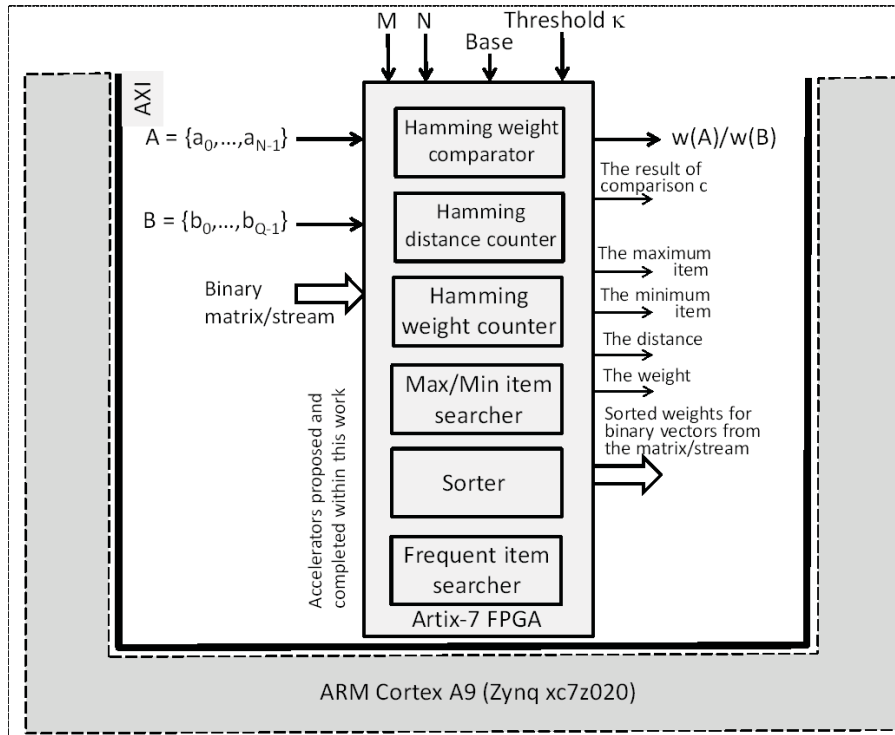 M
N
Threshold κ
Base
AXI
A = {a0,...,aN-1}
B = {b0,...,bQ-1}
Binary
matrix/stream
Accelerators proposed and
completed within this work
Hamming weight
comparator
Hamming
distance counter
Hamming
weight counter
Max/Min item
searcher
Sorter
Frequent item
searcher
Artix-7 FPGA
w(A)/w(B)
The result of
comparison c
The maximum
item
The minimum
item
The distance
The weight
Sorted weights for
binary vectors from
the matrix/stream
ARM Cortex A9 (Zynq xc7z020)